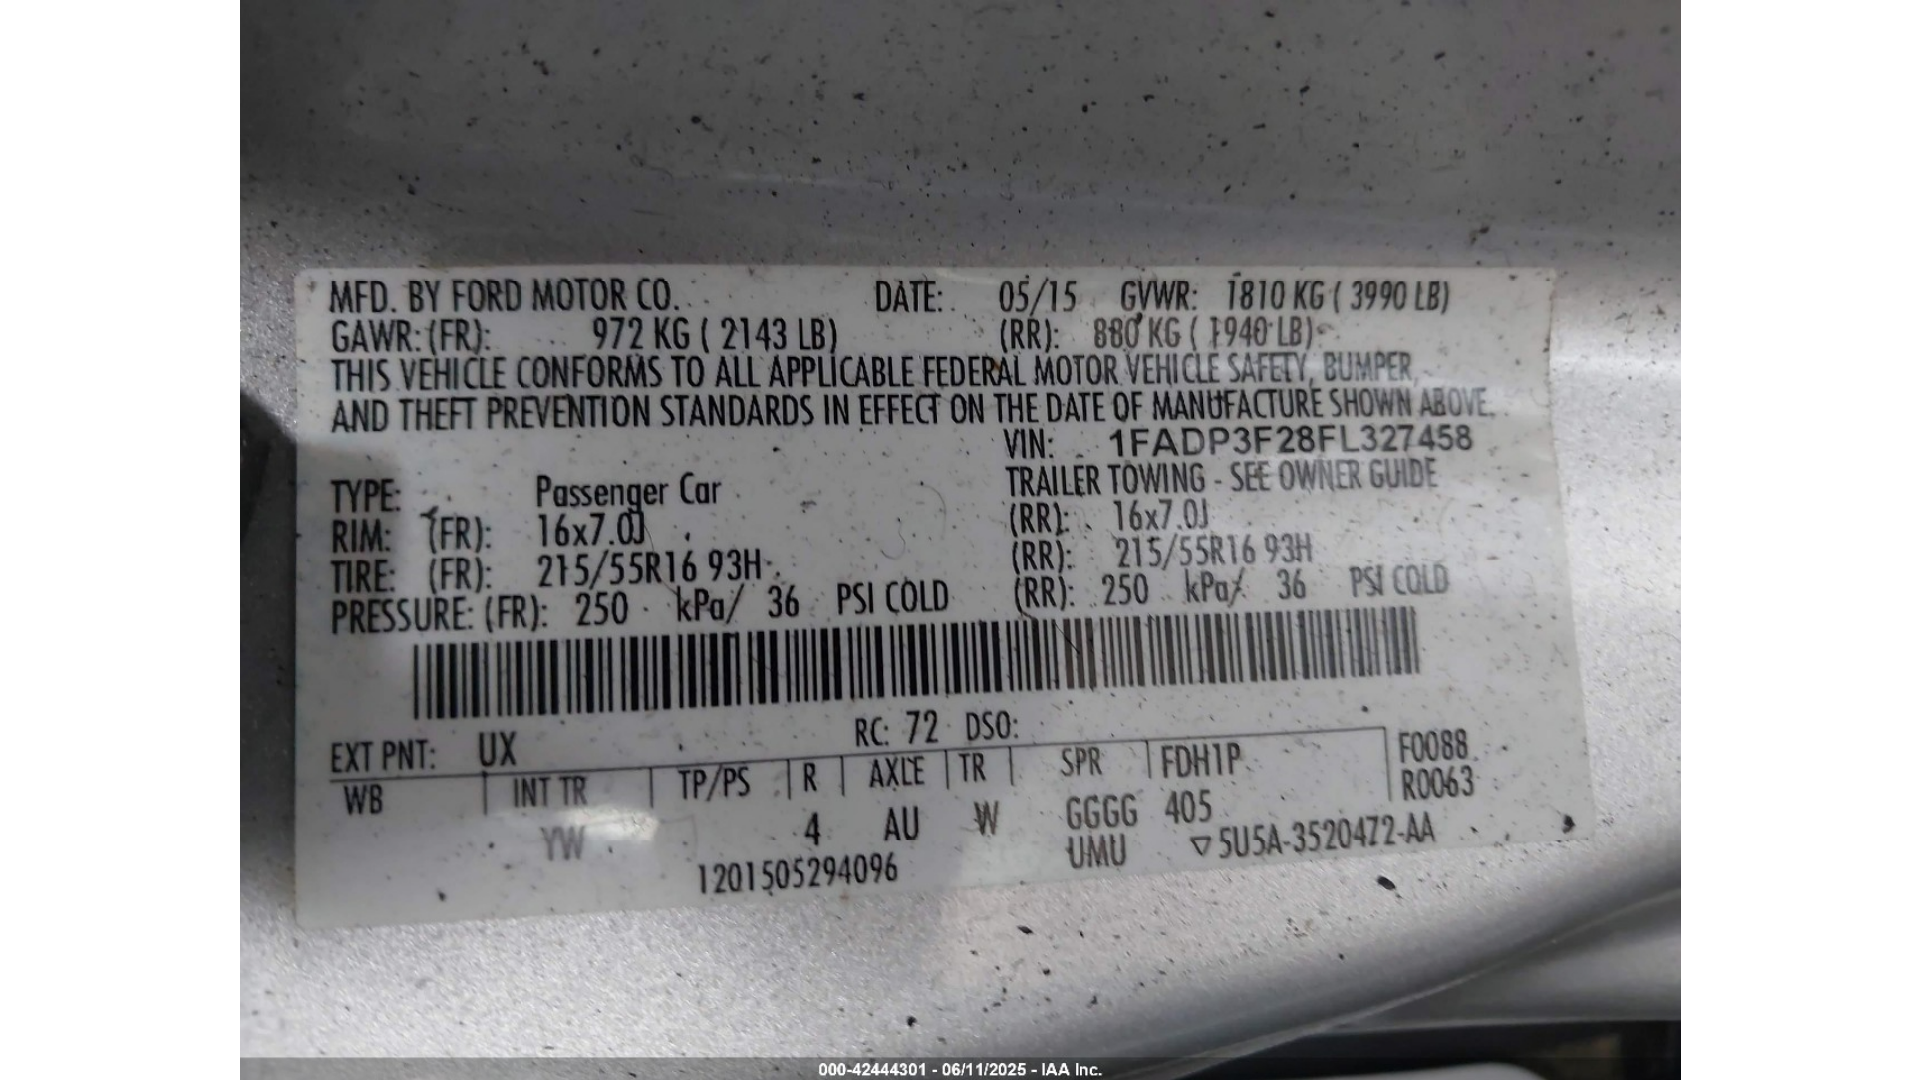 MFD. BY FORD MOTOR CO. DATE: 05/15 GVWR: 1810 KG ( 3990 LB)
GAWR: (FR): 972 KG ( 2143 LB) (RR): 880 KG ( 1940 LB)
THIS VEHICLE CONFORMS TO ALL APPLICABLE FEDERAL MOTOR VEHICLE SAFETY, BUMPER,
AND THEFT PREVENTION STANDARDS IN EFFECT ON THE DATE OF MANUFACTURE SHOWN ABOVE.
VIN: 1FADP3F28FL327458
TYPE: Passenger Car TRAILER TOWING - SEE OWNER GUIDE
RIM: (FR): 16x7.0J (RR): 16x7.0J
TIRE: (FR): 215/55R16 93H (RR): 215/55R16 93H
PRESSURE: (FR): 250 kPa/ 36 PSI COLD (RR): 250 kPa/ 36 PSI COLD
EXT PNT: UX RC: 72 DSO:
WB INT TR TP/PS R AXLE TR SPR FDH1P F0088
R0063
YW 4 AU W GGGG 405
UMU ▽5U5A-3520472-AA
1201505294096
000-42444301 - 06/11/2025 - IAA Inc.